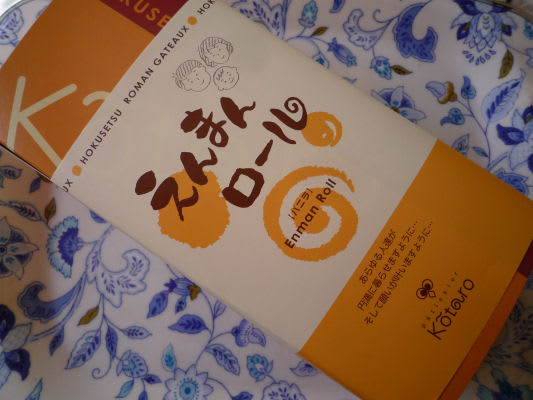 HOKUSETSU ROMAN GATEAUX
えんまん
ロール
(バニラ)
Enman Roll
あらゆる人達が
円満に暮らせますように…
そして願いが叶いますように…
pâtissier
Kōtaro